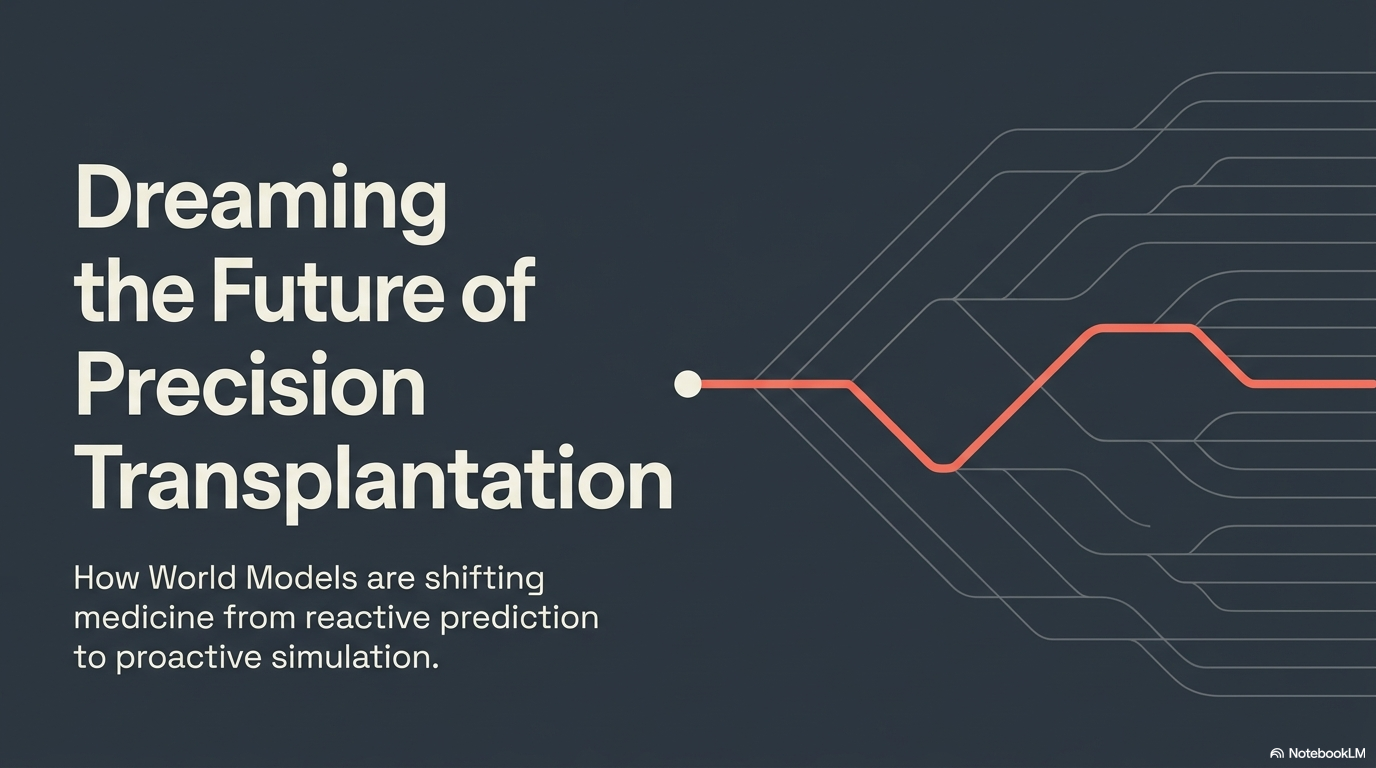 Dreaming
the Future of
Precision
Transplantation
How World Models are shifting
medicine from reactive prediction
to proactive simulation.
NotebookLM